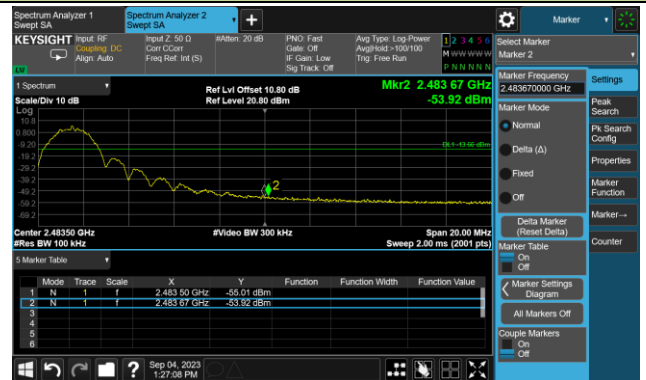 Spectrum Analyzer 1
Swept SA
Spectrum Analyzer 2
Swept SA
Marker
KEYSIGHT
Input: RF
Coupling: DC
Align: Auto
Input Z: 50 Ω
Corr CCorr
Freq Ref: Int (S)
#Atten: 20 dB
PNO: Fast
Gate: Off
IF Gain: Low
Sig Track: Off
Avg Type: Log-Power
Avg|Hold:>100/100
Trig: Free Run
1 2 3 4 5 6
M W W W W W
P N N N N N
LW
Select Marker
Marker 2
1 Spectrum
Scale/Div 10 dB
Log
Ref Lvl Offset 10.80 dB
Ref Level 20.80 dBm
Mkr2 2.483 67 GHz
-53.92 dBm
10.8
0.800
-9.20
-19.2
-29.2
-39.2
-49.2
-59.2
-69.2
DL1 -13.66 dBm
2
Center 2.48350 GHz
#Res BW 100 kHz
#Video BW 300 kHz
Span 20.00 MHz
Sweep 2.00 ms (2001 pts)
5 Marker Table
Mode Trace Scale X Y Function Function Width Function Value
1 N 1 f 2.483 50 GHz -55.01 dBm
2 N 1 f 2.483 67 GHz -53.92 dBm
3
4
5
6
Marker Frequency
2.483670000 GHz
Marker Mode
Normal
Delta (Δ)
Fixed
Off
Delta Marker
(Reset Delta)
Marker Table
On
Off
Marker Settings
Diagram
All Markers Off
Couple Markers
On
Off
Settings
Peak
Search
Pk Search
Config
Properties
Marker
Function
Marker→
Counter
Sep 04, 2023
1:27:08 PM